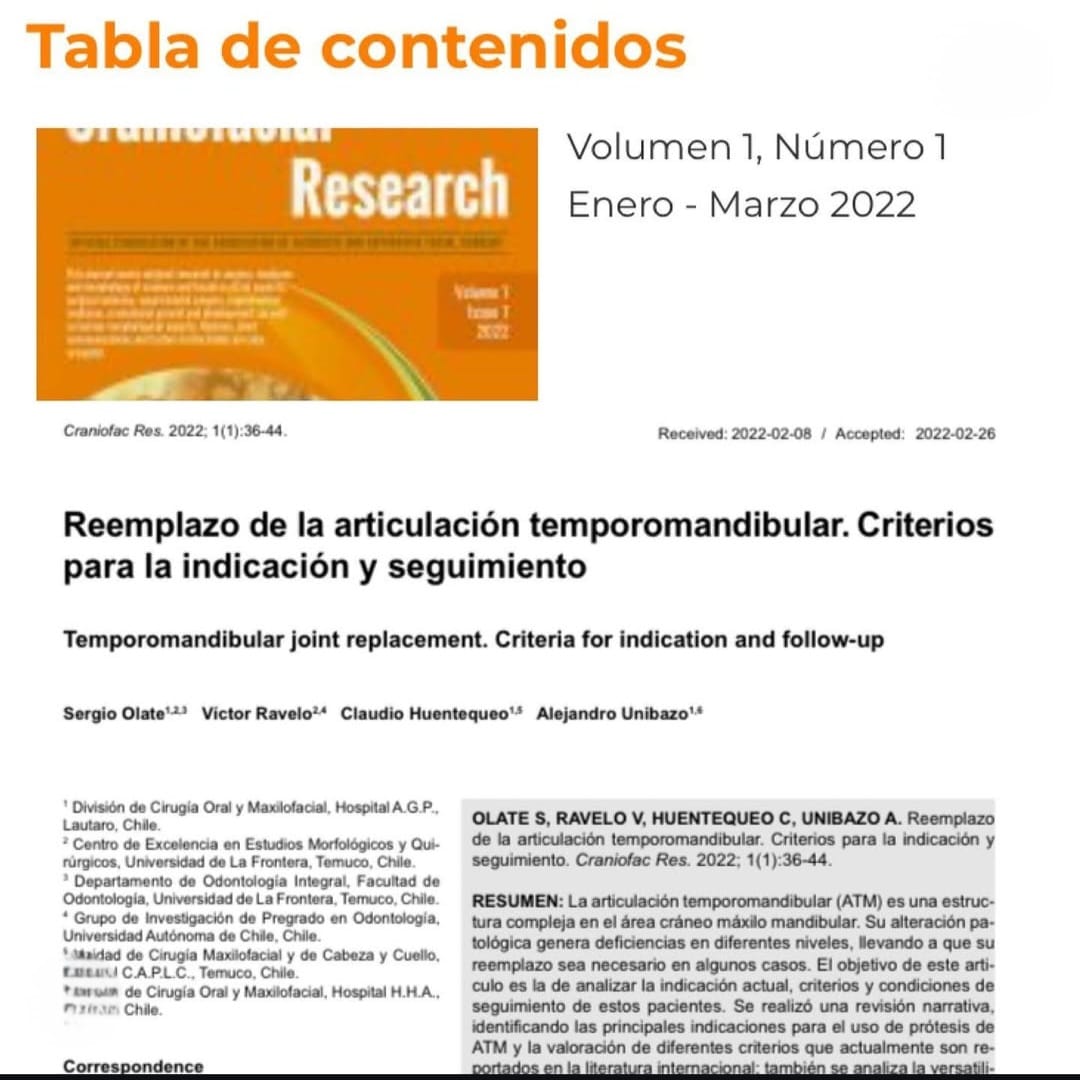 Tabla de contenidos
Research
Volume 1
Issue 1
2022
Volumen 1, Número 1
Enero - Marzo 2022
Craniofac Res. 2022; 1(1):36-44.
Received: 2022-02-08 / Accepted: 2022-02-26
Reemplazo de la articulación temporomandibular. Criterios
para la indicación y seguimiento
Temporomandibular joint replacement. Criteria for indication and follow-up
Sergio Olate¹,²,³ Víctor Ravelo²,⁴ Claudio Huentequeo¹,⁵ Alejandro Unibazo¹,⁶
¹ División de Cirugía Oral y Maxilofacial, Hospital A.G.P.,
Lautaro, Chile.
² Centro de Excelencia en Estudios Morfológicos y Qui-
rúrgicos, Universidad de La Frontera, Temuco, Chile.
³ Departamento de Odontología Integral, Facultad de
Odontología, Universidad de La Frontera, Temuco, Chile.
⁴ Grupo de Investigación de Pregrado en Odontología,
Universidad Autónoma de Chile, Chile.
de Cirugía Maxilofacial y de Cabeza y Cuello,
C.A.P.L.C., Temuco, Chile.
de Cirugía Oral y Maxilofacial, Hospital H.H.A.,
Chile.
Correspondence
OLATE S, RAVELO V, HUENTEQUEO C, UNIBAZO A. Reemplazo
de la articulación temporomandibular. Criterios para la indicación y
seguimiento. Craniofac Res. 2022; 1(1):36-44.
RESUMEN: La articulación temporomandibular (ATM) es una estruc-
tura compleja en el área cráneo máxilo mandibular. Su alteración pa-
tológica genera deficiencias en diferentes niveles, llevando a que su
reemplazo sea necesario en algunos casos. El objetivo de este arti-
culo es la de analizar la indicación actual, criterios y condiciones de
seguimiento de estos pacientes. Se realizó una revisión narrativa,
identificando las principales indicaciones para el uso de prótesis de
ATM y la valoración de diferentes criterios que actualmente son re-
portados en la literatura internacional; también se analiza la versatili-